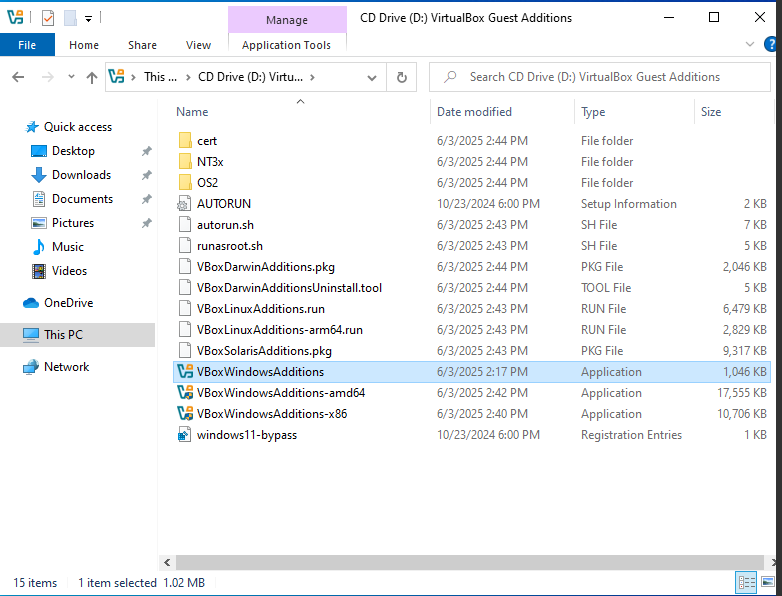 Manage
CD Drive (D:) VirtualBox Guest Additions
File
Home
Share
View
Application Tools
?
This ...
CD Drive (D:) Virtu...
Search CD Drive (D:) VirtualBox Guest Additions
Name
Date modified
Type
Size
Quick access
Desktop
Downloads
Documents
Pictures
Music
Videos
OneDrive
This PC
Network
cert 6/3/2025 2:44 PM File folder
NT3x 6/3/2025 2:44 PM File folder
OS2 6/3/2025 2:44 PM File folder
AUTORUN 10/23/2024 6:00 PM Setup Information 2 KB
autorun.sh 6/3/2025 2:43 PM SH File 7 KB
runasroot.sh 6/3/2025 2:43 PM SH File 5 KB
VBoxDarwinAdditions.pkg 6/3/2025 2:44 PM PKG File 2,046 KB
VBoxDarwinAdditionsUninstall.tool 6/3/2025 2:44 PM TOOL File 5 KB
VBoxLinuxAdditions.run 6/3/2025 2:43 PM RUN File 6,479 KB
VBoxLinuxAdditions-arm64.run 6/3/2025 2:43 PM RUN File 2,829 KB
VBoxSolarisAdditions.pkg 6/3/2025 2:43 PM PKG File 9,317 KB
VBoxWindowsAdditions 6/3/2025 2:17 PM Application 1,046 KB
VBoxWindowsAdditions-amd64 6/3/2025 2:42 PM Application 17,555 KB
VBoxWindowsAdditions-x86 6/3/2025 2:40 PM Application 10,706 KB
windows11-bypass 10/23/2024 6:00 PM Registration Entries 1 KB
15 items
1 item selected 1.02 MB